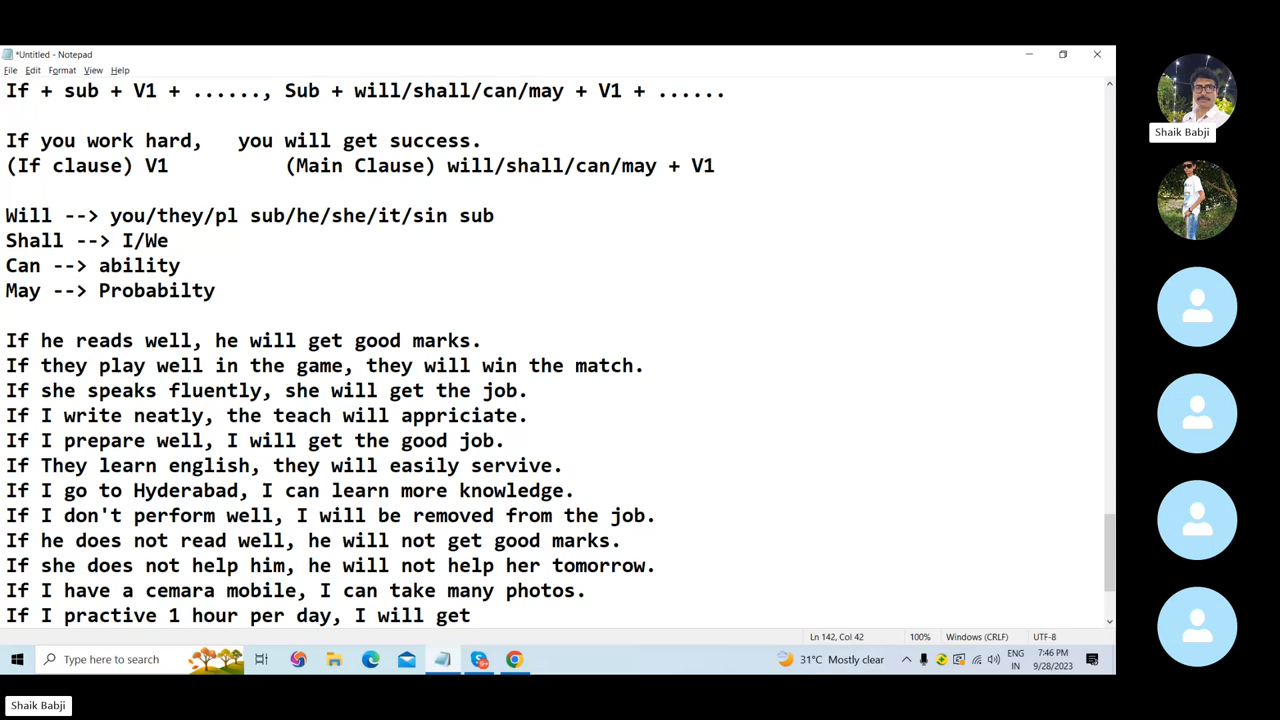 *Untitled - Notepad
File Edit Format View Help
If + sub + V1 + ......, Sub + will/shall/can/may + V1 + ......
If you work hard, you will get success.
(If clause) V1 (Main Clause) will/shall/can/may + V1
Will --> you/they/pl sub/he/she/it/sin sub
Shall --> I/We
Can --> ability
May --> Probabilty
If he reads well, he will get good marks.
If they play well in the game, they will win the match.
If she speaks fluently, she will get the job.
If I write neatly, the teach will appriciate.
If I prepare well, I will get the good job.
If They learn english, they will easily servive.
If I go to Hyderabad, I can learn more knowledge.
If I don't perform well, I will be removed from the job.
If he does not read well, he will not get good marks.
If she does not help him, he will not help her tomorrow.
If I have a cemara mobile, I can take many photos.
If I practive 1 hour per day, I will get
Ln 142, Col 42 100% Windows (CRLF) UTF-8
Type here to search 31°C Mostly clear ENG IN 7:46 PM 9/28/2023
Shaik Babji
Shaik Babji